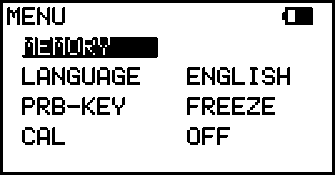 MENU
MEMORY
LANGUAGE ENGLISH
PRB-KEY FREEZE
CAL OFF